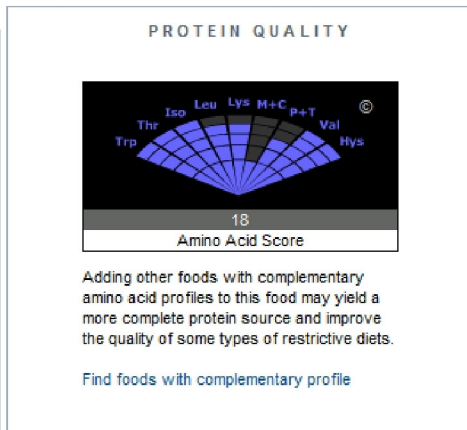 PROTEIN QUALITY
©
Trp Thr Iso Leu Lys M+C P+T Val Hys
18
Amino Acid Score
Adding other foods with complementary
amino acid profiles to this food may yield a
more complete protein source and improve
the quality of some types of restrictive diets.
Find foods with complementary profile